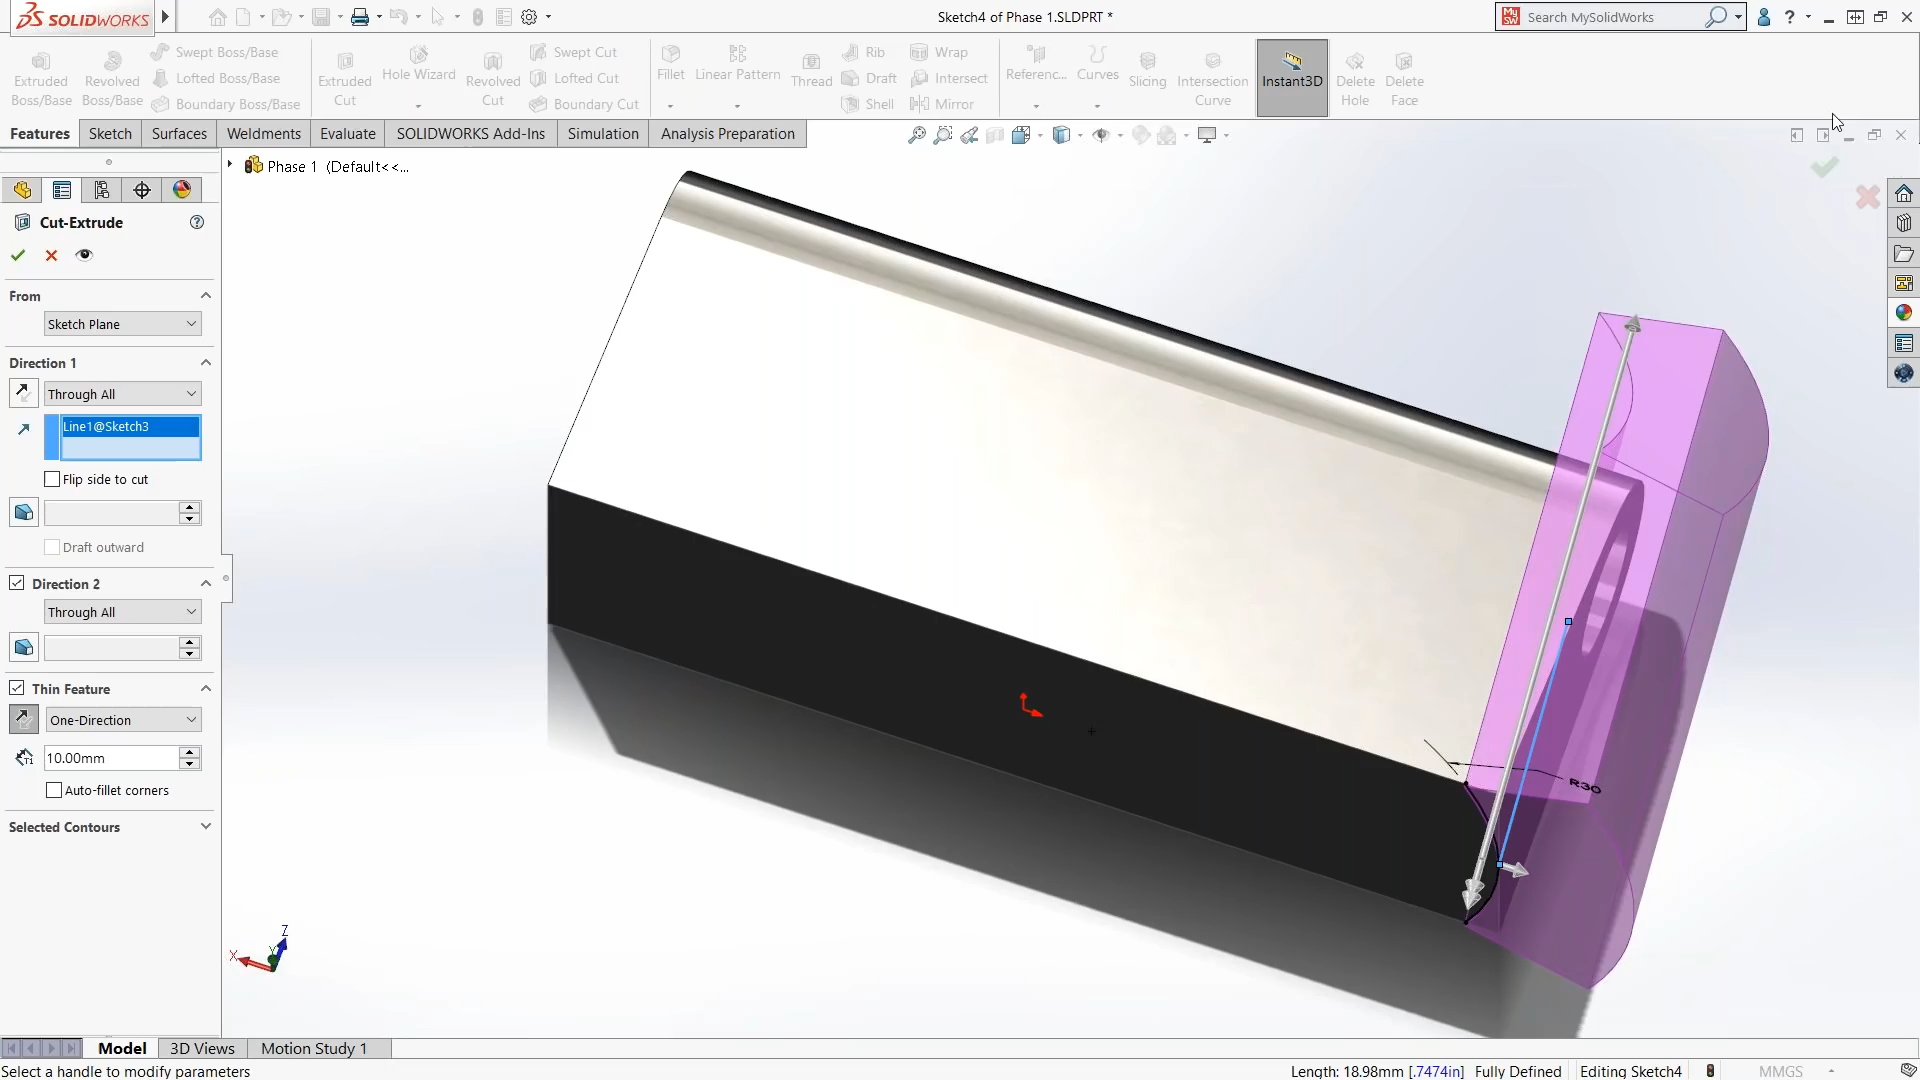 SOLIDWORKS
Sketch4 of Phase 1.SLDPRT *
Search MySolidWorks
Extruded Boss/Base
Revolved Boss/Base
Swept Boss/Base
Lofted Boss/Base
Boundary Boss/Base
Extruded Cut
Hole Wizard
Revolved Cut
Swept Cut
Lofted Cut
Boundary Cut
Fillet
Linear Pattern
Thread
Rib
Draft
Shell
Wrap
Intersect
Mirror
Referenc...
Curves
Slicing
Intersection Curve
Instant3D
Delete Hole
Delete Face
Features
Sketch
Surfaces
Weldments
Evaluate
SOLIDWORKS Add-Ins
Simulation
Analysis Preparation
Phase 1 (Default<<...
Cut-Extrude
From
Sketch Plane
Direction 1
Through All
Line1@Sketch3
Flip side to cut
Draft outward
Direction 2
Through All
Thin Feature
One-Direction
10.00mm
Auto-fillet corners
Selected Contours
R30
Z
Y
X
Model
3D Views
Motion Study 1
Select a handle to modify parameters
Length: 18.98mm [.7474in]
Fully Defined
Editing Sketch4
MMGS